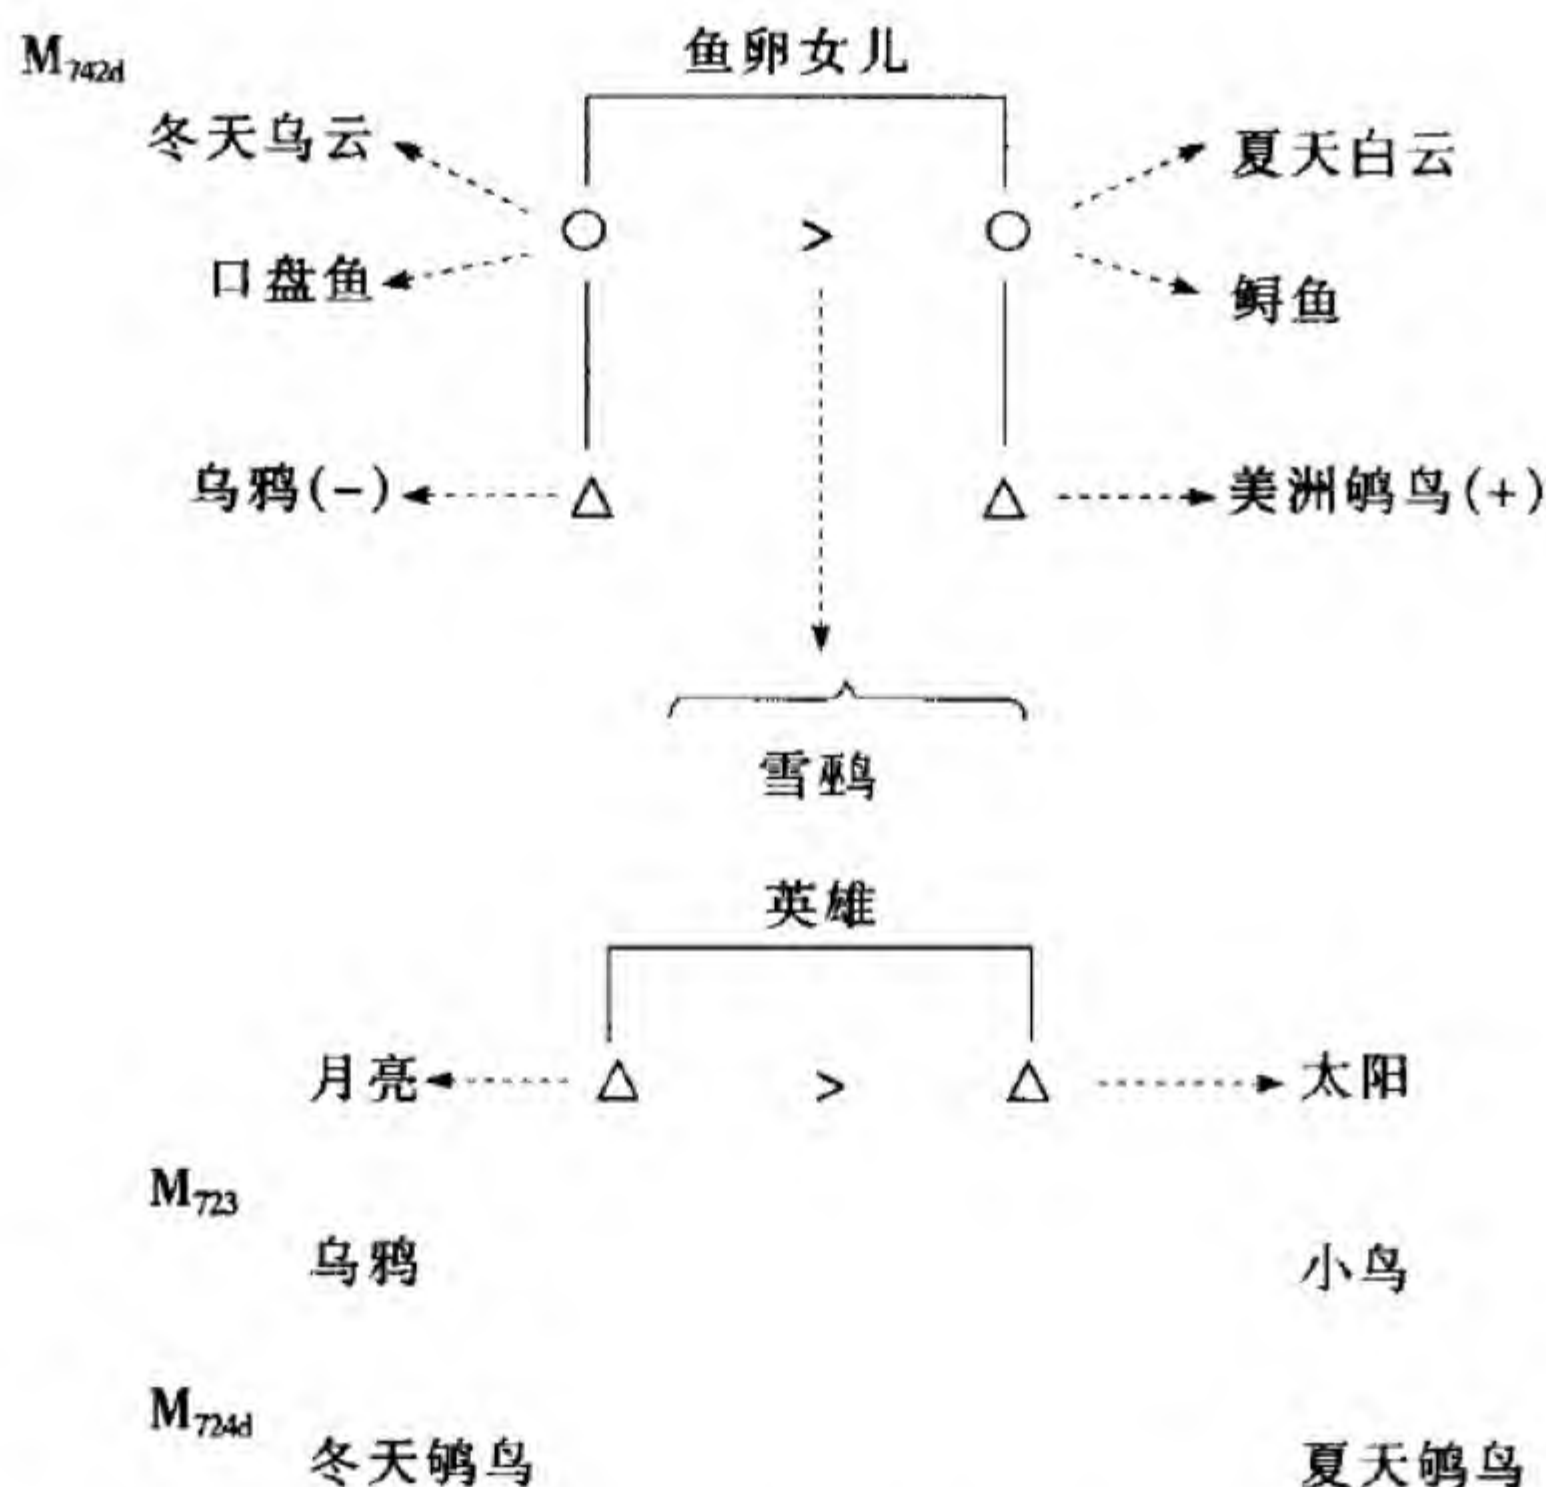 M742d
鱼卵女儿
冬天乌云 夏天白云
>
口盘鱼 鲟鱼
乌鸦(-) 美洲鸲鸟(+)
雪鹀
英雄
月亮 > 太阳
M723
乌鸦 小鸟
M724d
冬天鸲鸟 夏天鸲鸟